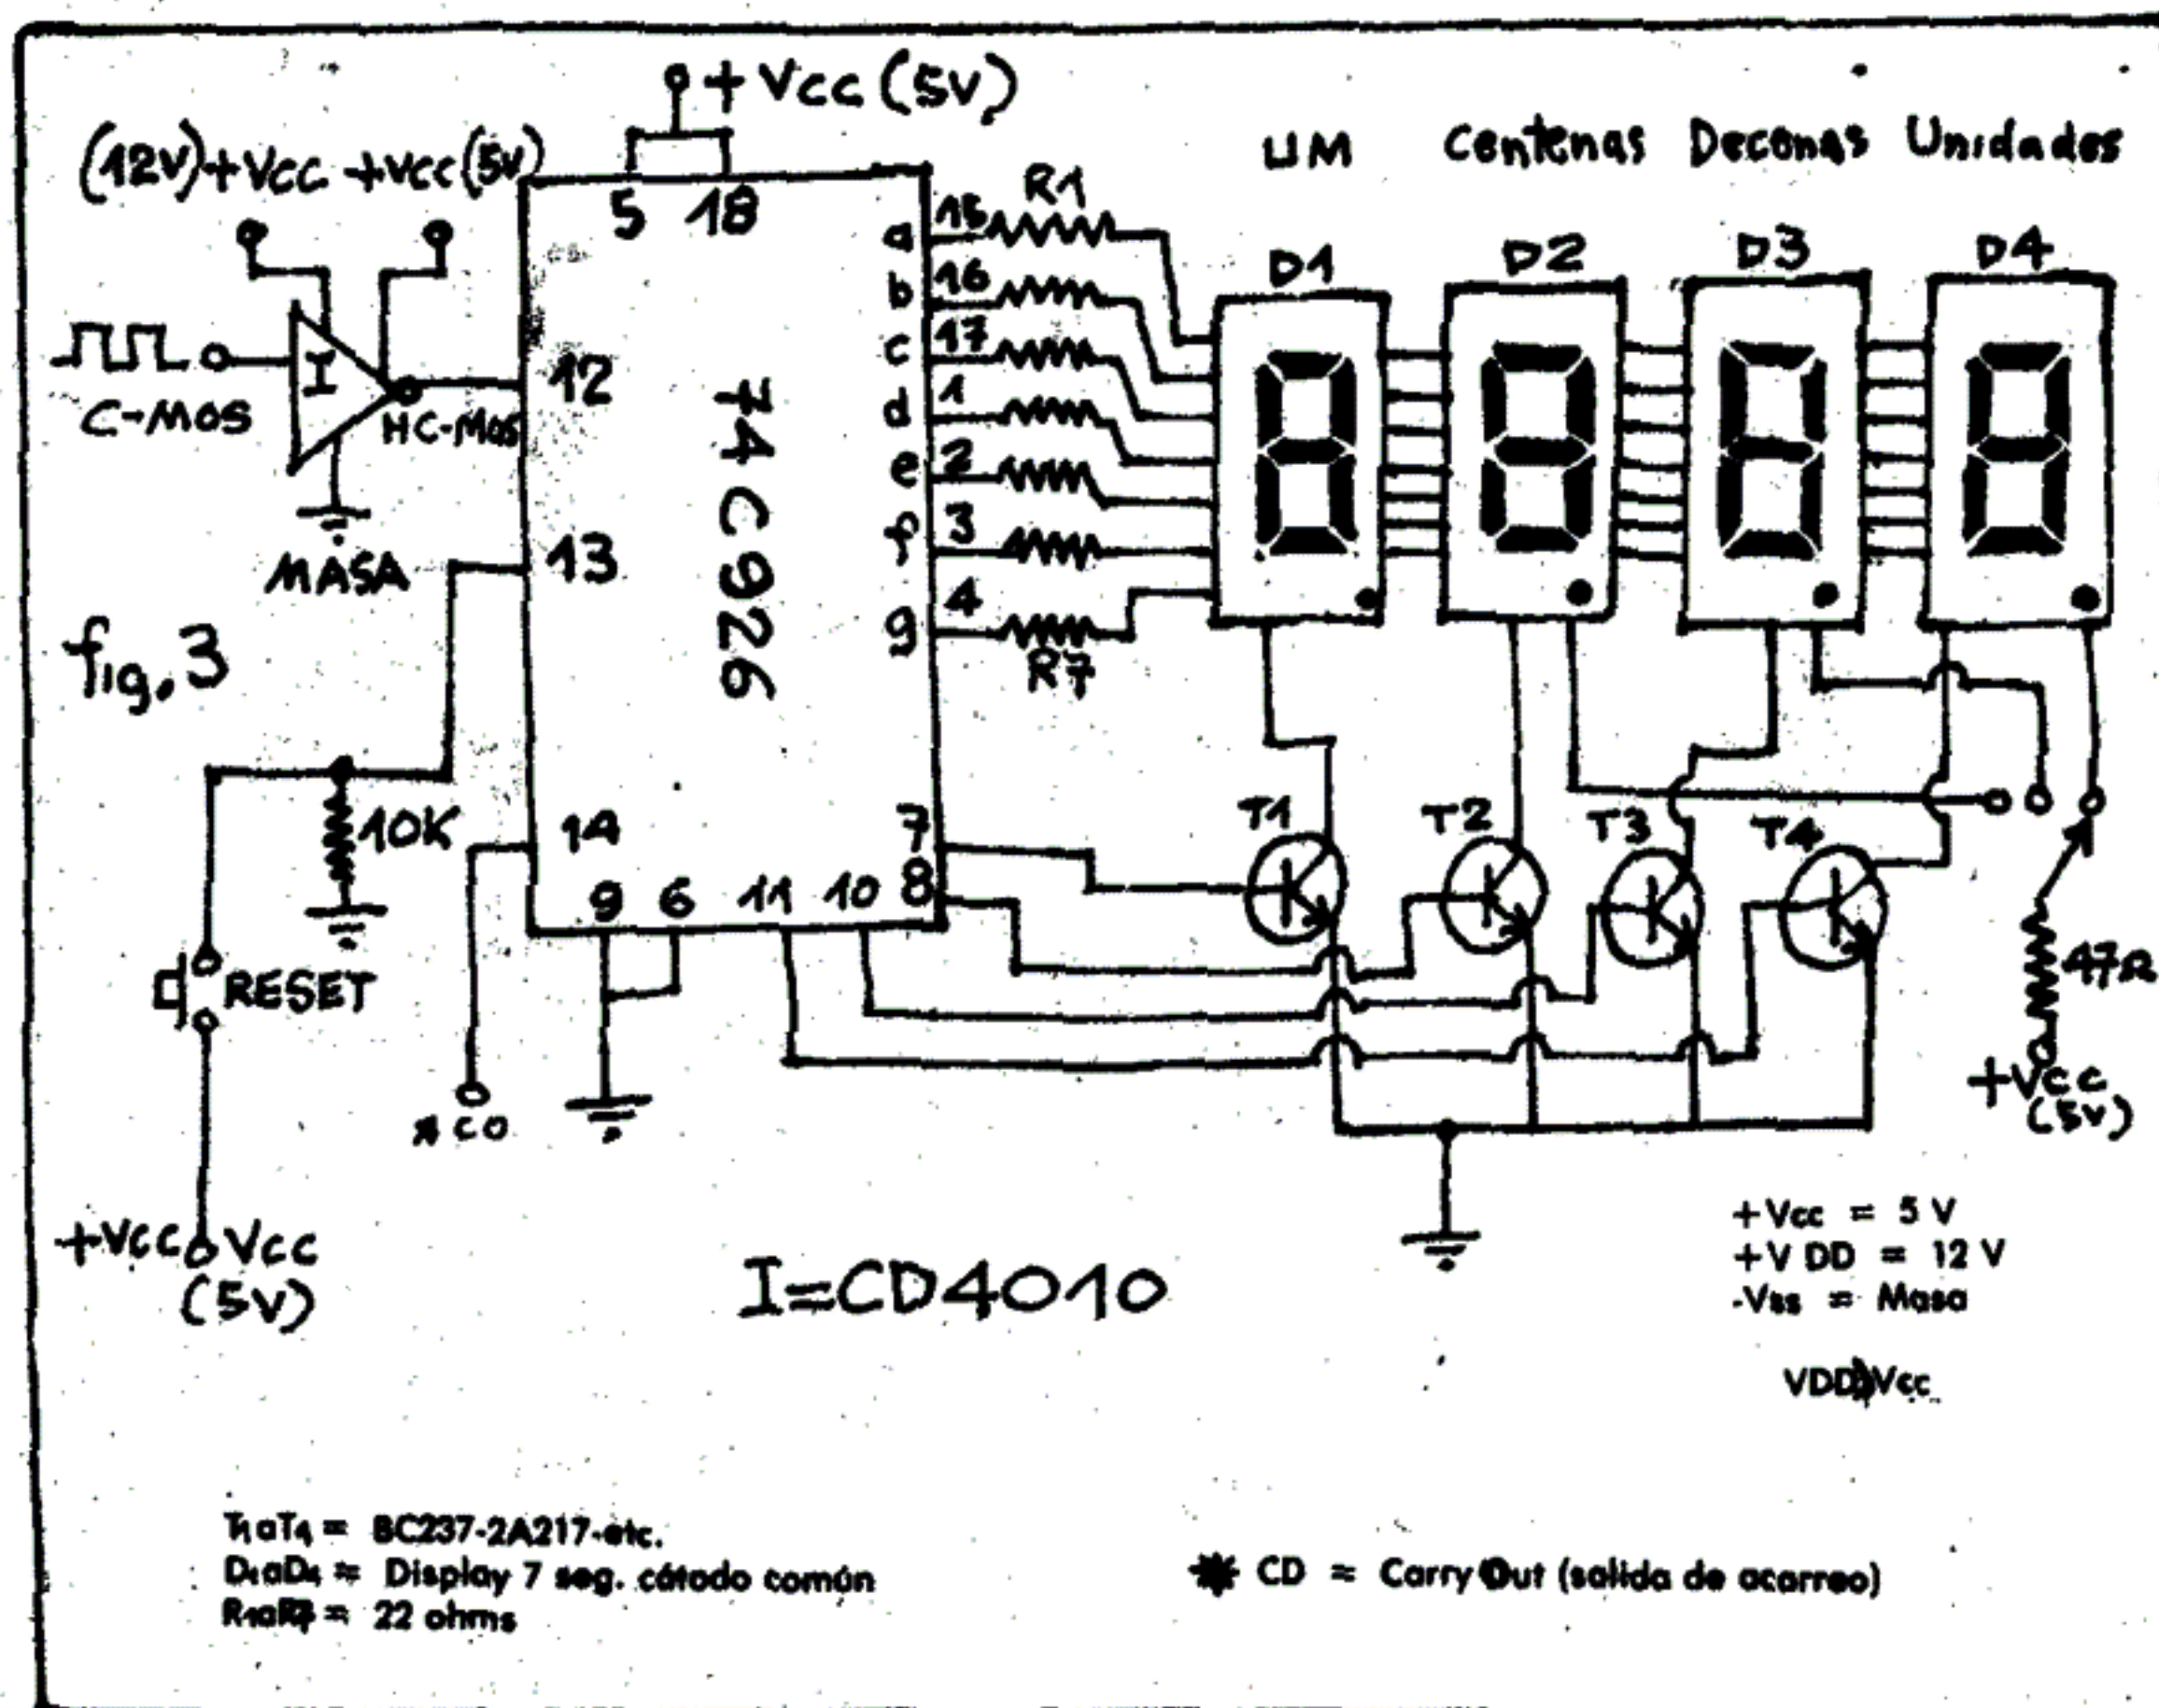 +Vcc (5V)
(12V)+Vcc +Vcc(5V)
UM Centenas Decenas Unidades
5 18
R1
D1 D2 D3 D4
a 15
b 16
c 17
d 1
e 2
f 3
g 4
R7
I
C-MOS
HC-MOS
12
MASA
13
74C926
fig. 3
10K
14
7
8
9 6 11 10
T1 T2 T3 T4
RESET
47Ω
+Vcc
(5V)
* CO
+Vcc Vcc
(5V)
I=CD4010
+Vcc = 5 V
+V DD = 12 V
-Vss = Masa
VDD>Vcc
T1aT4 = BC237-2A217-etc.
D1aD4 = Display 7 seg. cátodo común
R1aR7 = 22 ohms
* CD = Carry Out (salida de acarreo)